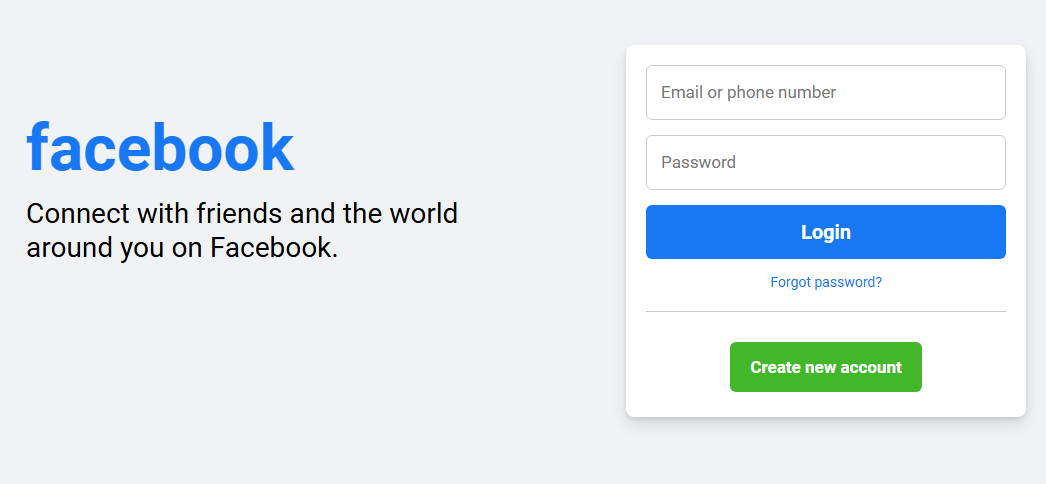 facebook
Connect with friends and the world
around you on Facebook.
Email or phone number
Password
Login
Forgot password?
Create new account